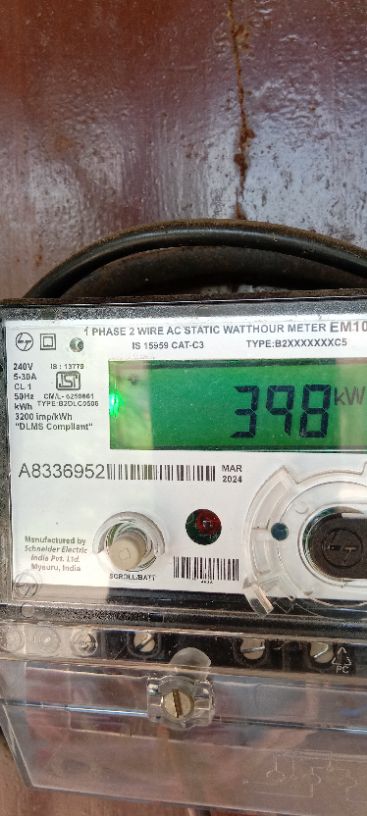 1 PHASE 2 WIRE AC STATIC WATTHOUR METER EM10
IS 15959 CAT-C3 TYPE:B2XXXXXXXC5
240V IS : 13779
5-30A
CL 1
50Hz CM/L- 6250661
kWh TYPE:B2DLC0506
3200 imp/kWh
"DLMS Compliant"
398 kW
A8336952
MAR
2024
Manufactured by
Schneider Electric
India Pvt. Ltd.
Mysuru, India
SCROLL/BATT